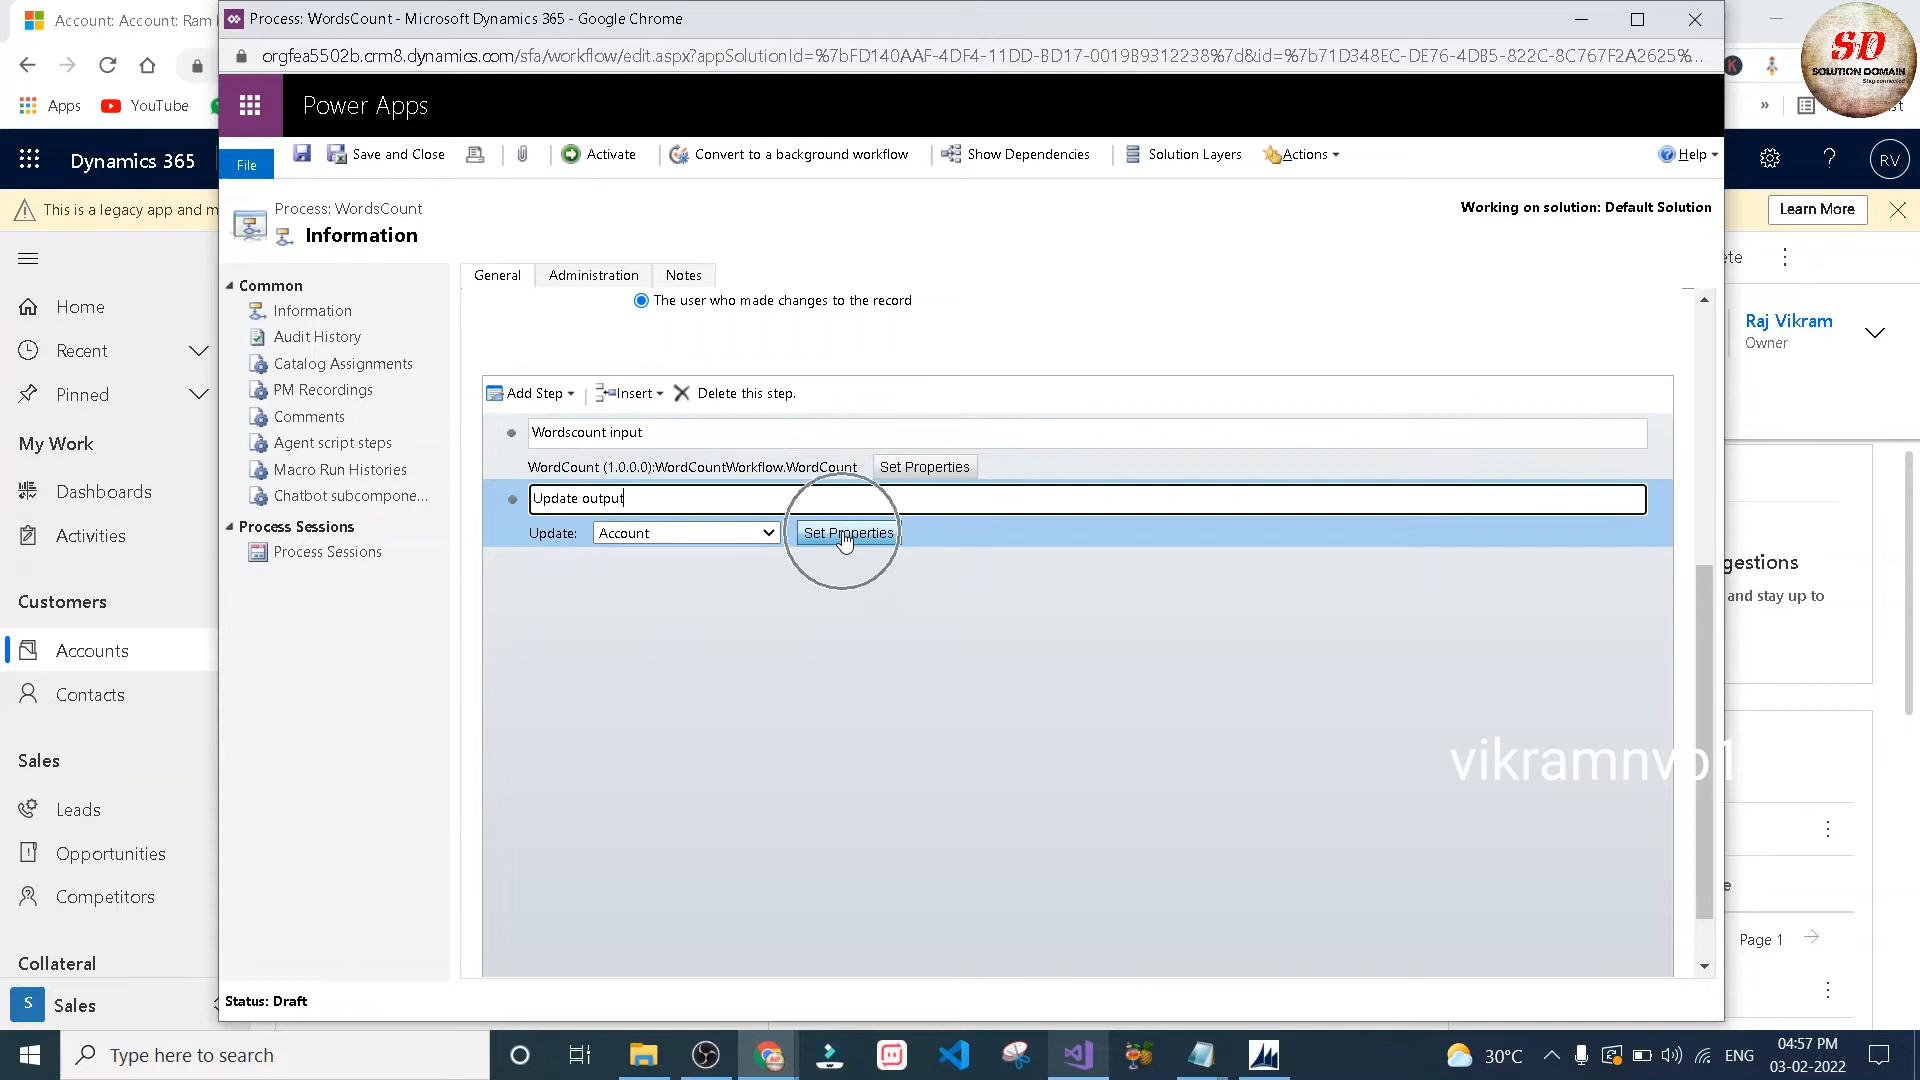 Account: Account: Ram
Process: WordsCount - Microsoft Dynamics 365 - Google Chrome
orgfea5502b.crm8.dynamics.com/sfa/workflow/edit.aspx?appSolutionId=%7bFD140AAF-4DF4-11DD-BD17-0019B9312238%7d&id=%7b71D348EC-DE76-4DB5-822C-8C767F2A2625%...
SD
SOLUTION DOMAIN
Stay connected
Apps
YouTube
»
Power Apps
Dynamics 365
File
Save and Close
Activate
Convert to a background workflow
Show Dependencies
Solution Layers
Actions
Help
?
RV
This is a legacy app and m
Learn More
Process: WordsCount
Information
Working on solution: Default Solution
Common
Information
Audit History
Catalog Assignments
PM Recordings
Comments
Agent script steps
Macro Run Histories
Chatbot subcompone...
Process Sessions
Process Sessions
General
Administration
Notes
The user who made changes to the record
Add Step
Insert
Delete this step.
Wordscount input
WordCount (1.0.0.0):WordCountWorkflow.WordCount
Set Properties
Update output
Update:
Account
Set Properties
Status: Draft
Home
Recent
Pinned
My Work
Dashboards
Activities
Customers
Accounts
Contacts
Sales
Leads
Opportunities
Competitors
Collateral
S
Sales
ete
Raj Vikram
Owner
gestions
and stay up to
vikramnvp1
e
Page 1
Type here to search
30°C
ENG
04:57 PM
03-02-2022